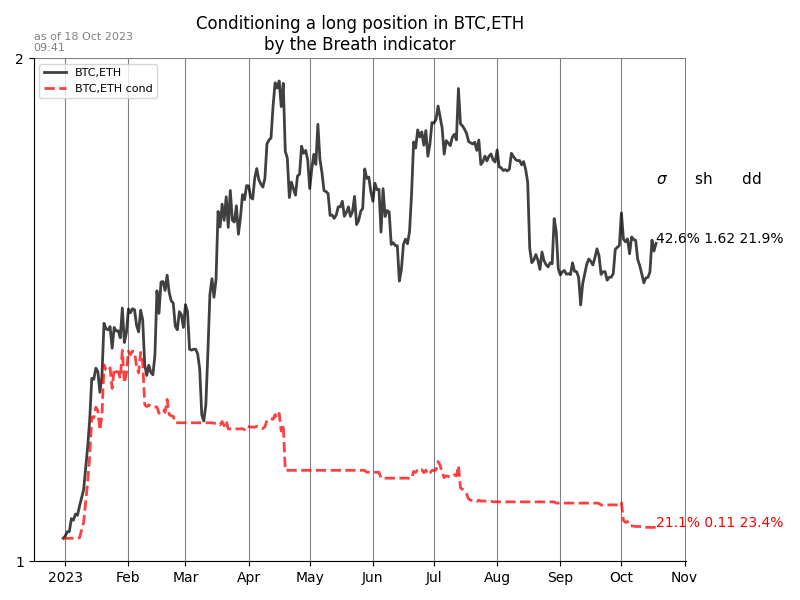 Conditioning a long position in BTC,ETH
by the Breath indicator
as of 18 Oct 2023
09:41
2
BTC,ETH
BTC,ETH cond
σ sh dd
42.6% 1.62 21.9%
21.1% 0.11 23.4%
1
2023 Feb Mar Apr May Jun Jul Aug Sep Oct Nov